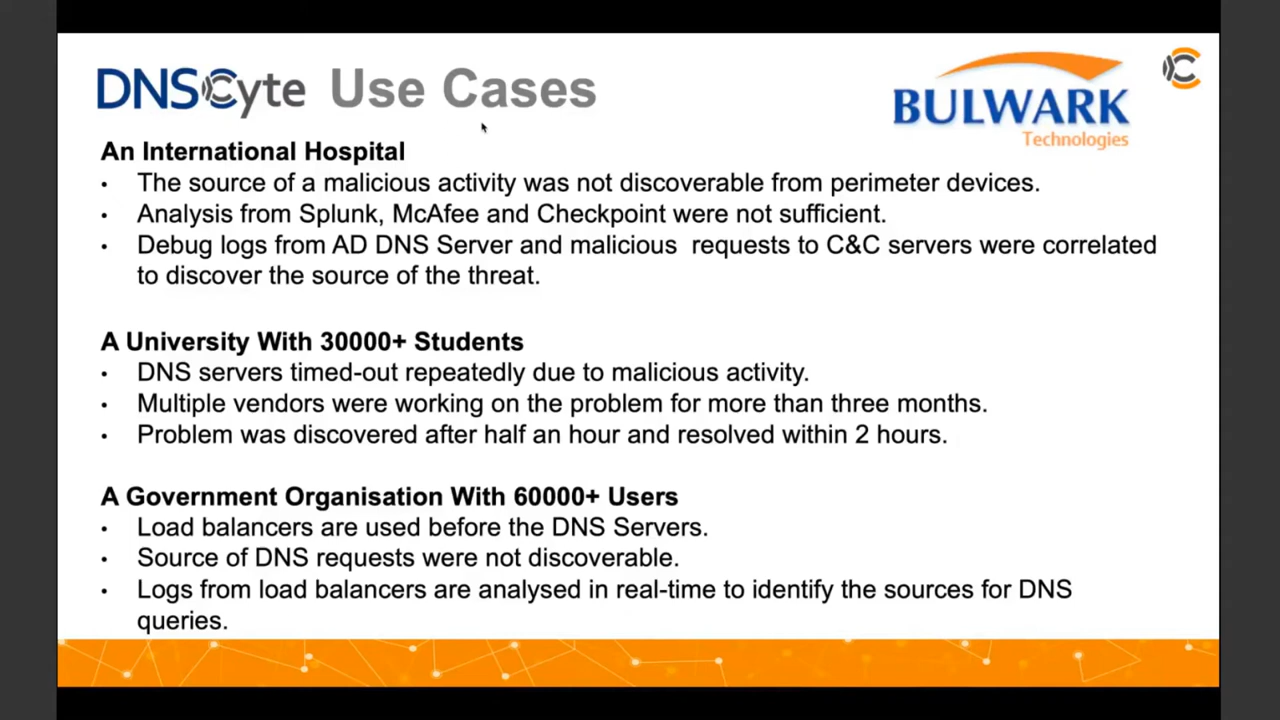 DNSCyte Use Cases
BULWARK
Technologies
An International Hospital
• The source of a malicious activity was not discoverable from perimeter devices.
• Analysis from Splunk, McAfee and Checkpoint were not sufficient.
• Debug logs from AD DNS Server and malicious requests to C&C servers were correlated
to discover the source of the threat.
A University With 30000+ Students
• DNS servers timed-out repeatedly due to malicious activity.
• Multiple vendors were working on the problem for more than three months.
• Problem was discovered after half an hour and resolved within 2 hours.
A Government Organisation With 60000+ Users
• Load balancers are used before the DNS Servers.
• Source of DNS requests were not discoverable.
• Logs from load balancers are analysed in real-time to identify the sources for DNS
queries.